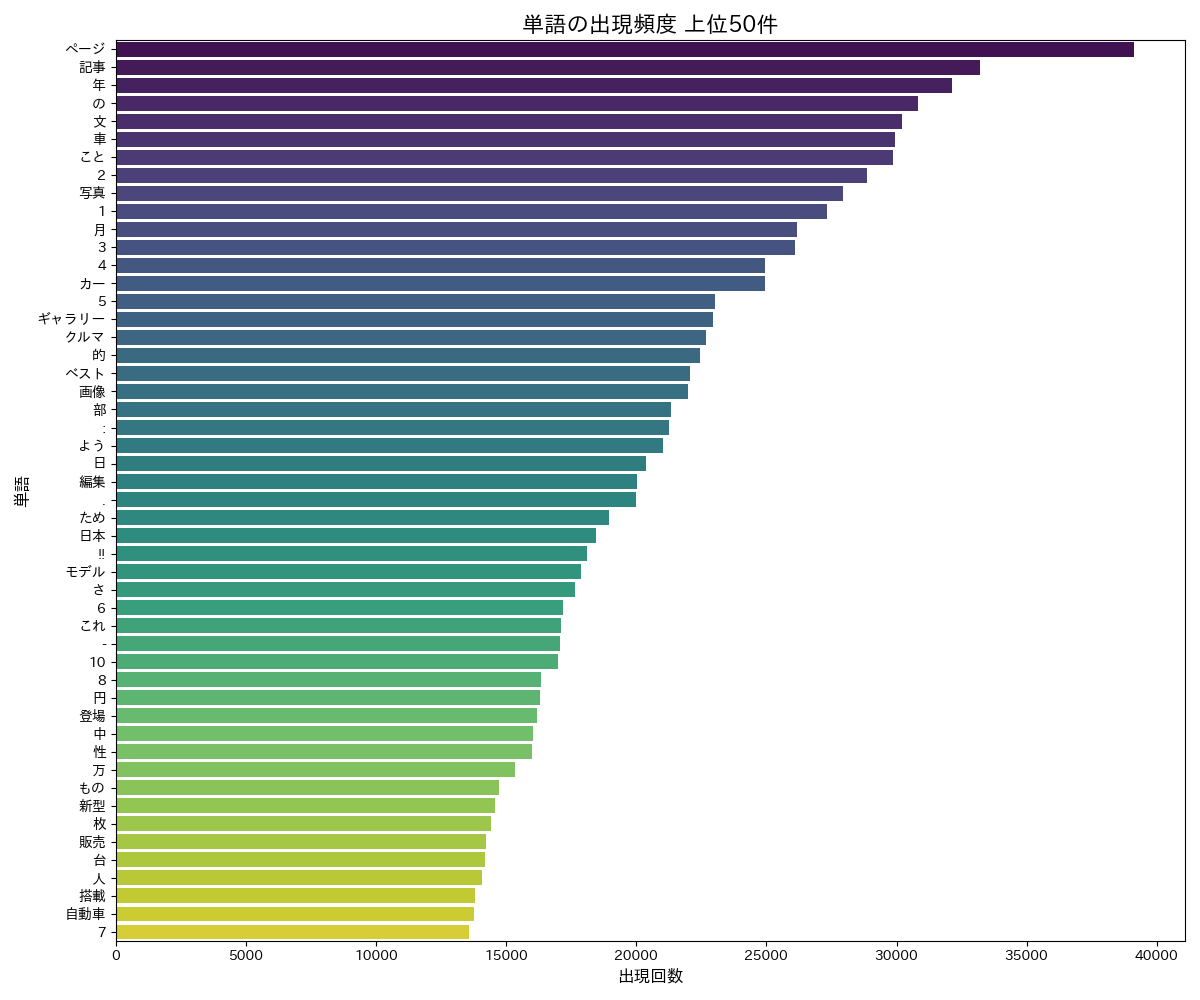 単語の出現頻度 上位50件
ページ
記事
年
の
文
車
こと
2
写真
1
月
3
4
カー
5
ギャラリー
クルマ
的
ベスト
画像
部
:
よう
日
編集
.
ため
日本
!!
モデル
さ
6
これ
-
10
8
円
登場
中
性
万
もの
新型
枚
販売
台
人
搭載
自動車
7
単語
0 5000 10000 15000 20000 25000 30000 35000 40000
出現回数